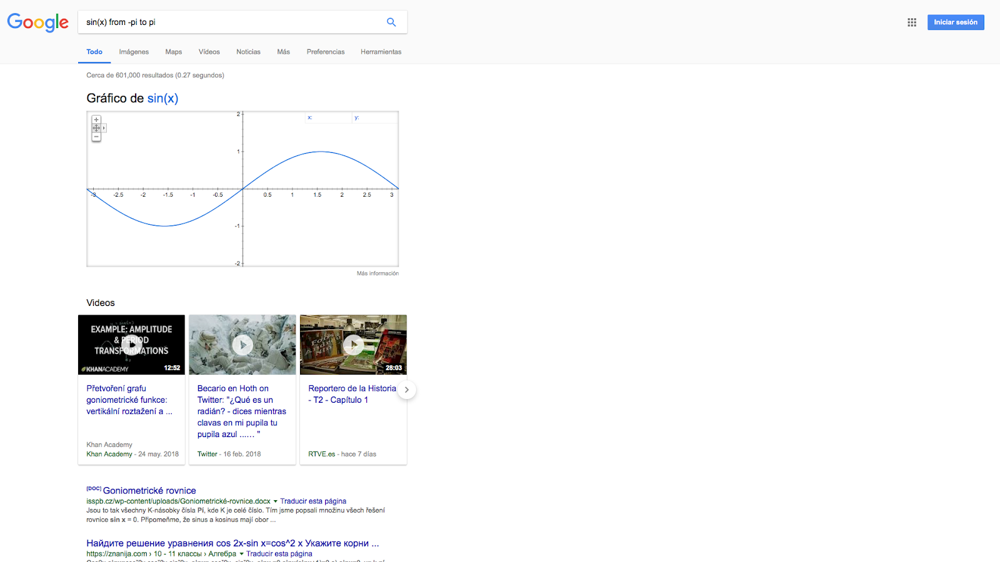 Google
sin(x) from -pi to pi
Iniciar sesión
Todo Imágenes Maps Vídeos Noticias Más Preferencias Herramientas
Cerca de 601,000 resultados (0.27 segundos)
Gráfico de sin(x)
x: y:
2
1
-3 -2.5 -2 -1.5 -1 -0.5 0.5 1 1.5 2 2.5 3
-1
-2
Más información
Videos
EXAMPLE: AMPLITUDE
& PERIOD
TRANSFORMATIONS
KHANACADEMY 12:52
28:03
Přetvoření grafu
goniometrické funkce:
vertikální roztažení a ...
Khan Academy
Khan Academy - 24 may. 2018
Becario en Hoth on
Twitter: "¿Qué es un
radián? - dices mientras
clavas en mi pupila tu
pupila azul ...... "
Twitter - 16 feb. 2018
Reportero de la Historia
- T2 - Capítulo 1
RTVE.es - hace 7 días
[DOC] Goniometrické rovnice
isspb.cz/wp-content/uploads/Goniometrické-rovnice.docx Traducir esta página
Jsou to tak všechny K-násobky čísla Pí, kde K je celé číslo. Tím jsme popsali množinu všech řešení
rovnice sin x = 0. Připomeňme, že sinus a kosinus mají obor ...
Найдите решение уравнения cos 2x-sin x=cos^2 x Укажите корни ...
https://znanija.com › 10 - 11 классы › Алгебра Traducir esta página